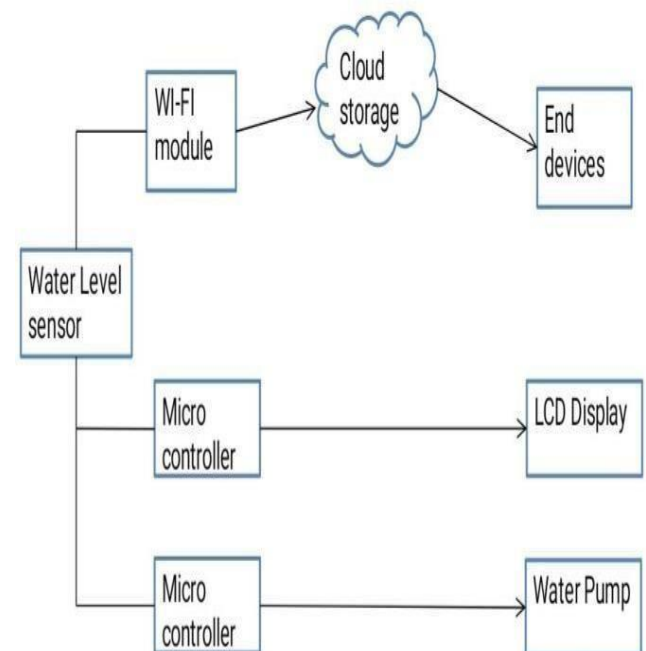 WI-FI
module
Cloud
storage
End
devices
Water Level
sensor
Micro
controller
LCD Display
Micro
controller
Water Pump